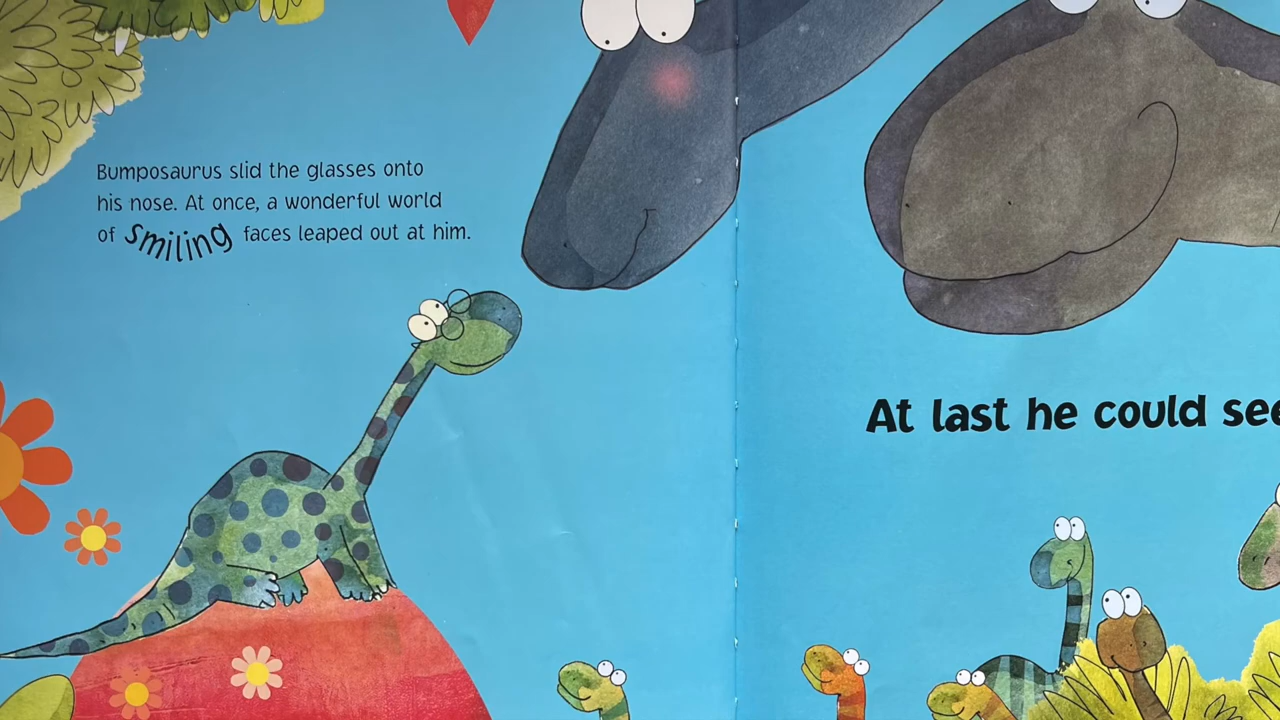 Bumposaurus slid the glasses onto
his nose. At once, a wonderful world
of smiling faces leaped out at him.
At last he could see